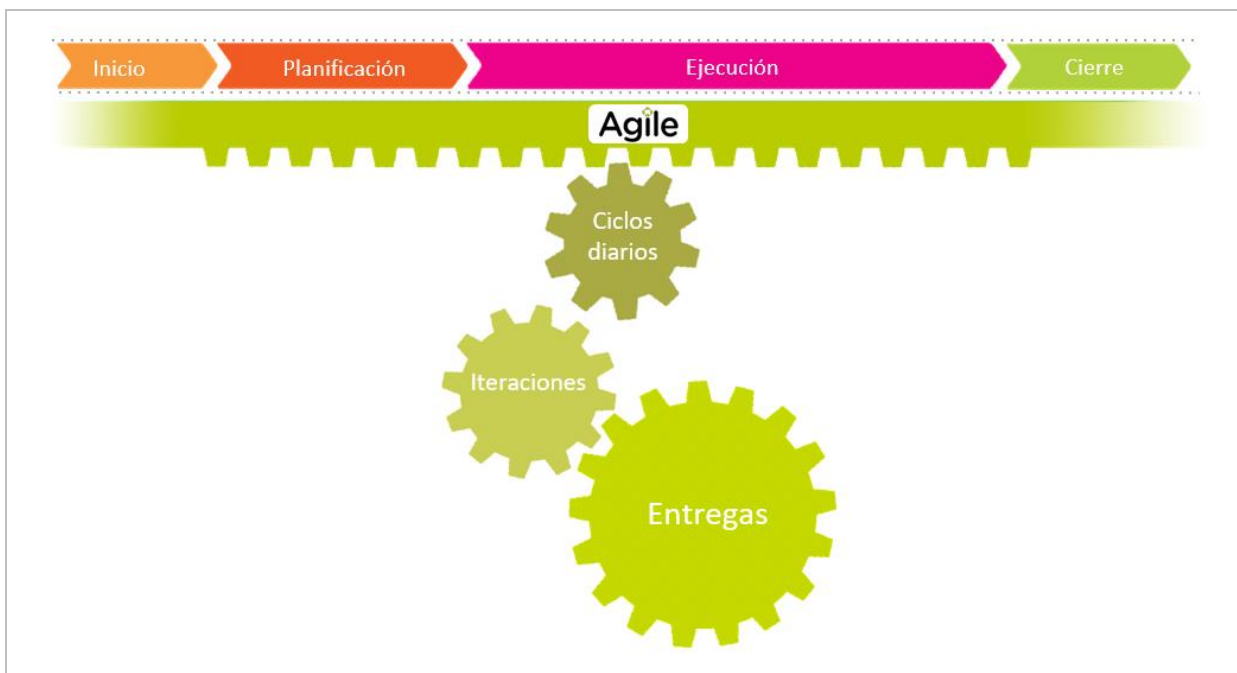 Inicio
Planificación
Ejecución
Cierre
Agile
Ciclos
diarios
Iteraciones
Entregas